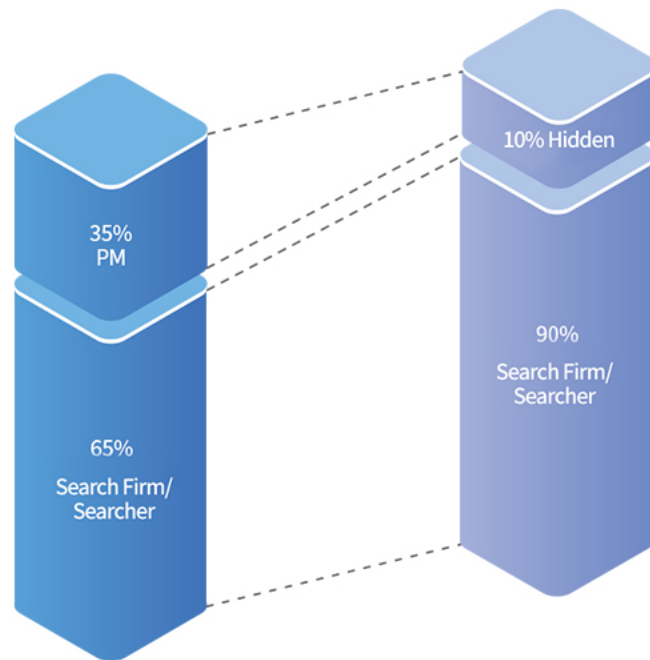 35%
PM
65%
Search Firm/
Searcher
10% Hidden
90%
Search Firm/
Searcher